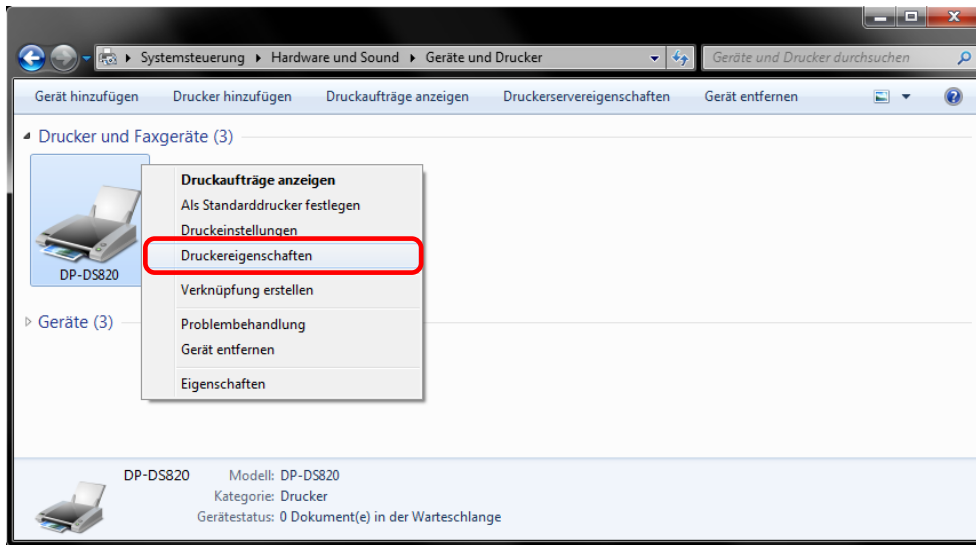 Systemsteuerung Hardware und Sound Geräte und Drucker Geräte und Drucker durchsuchen
Gerät hinzufügen Drucker hinzufügen Druckaufträge anzeigen Druckerservereigenschaften Gerät entfernen
Drucker und Faxgeräte (3)
DP-DS820
Druckaufträge anzeigen
Als Standarddrucker festlegen
Druckeinstellungen
Druckereigenschaften
Verknüpfung erstellen
Problembehandlung
Gerät entfernen
Eigenschaften
Geräte (3)
DP-DS820 Modell: DP-DS820
Kategorie: Drucker
Gerätestatus: 0 Dokument(e) in der Warteschlange